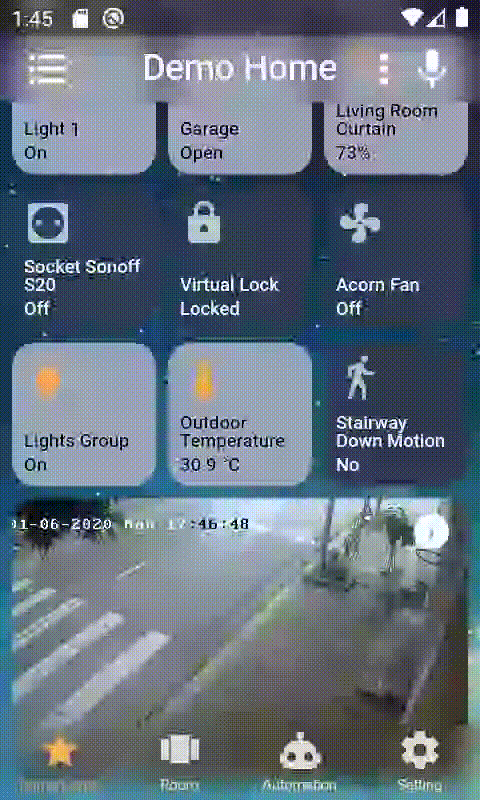 1:45
Demo Home
Light 1
On
Garage
Open
Living Room
Curtain
73%
Socket Sonoff
S20
Off
Virtual Lock
Locked
Acorn Fan
Off
Lights Group
On
Outdoor
Temperature
30.9 °C
Stairway
Down Motion
No
01-06-2020 Mon 17:46:48
Room
Automation
Setting